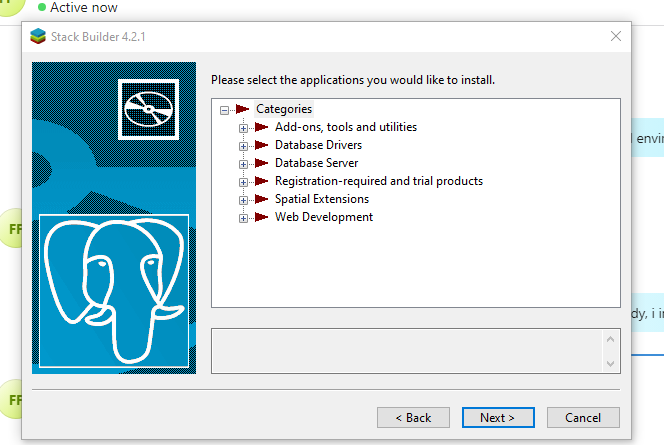 Active now
Stack Builder 4.2.1
Please select the applications you would like to install.
Categories
Add-ons, tools and utilities
Database Drivers
Database Server
Registration-required and trial products
Spatial Extensions
Web Development
FF
dy, i in
FF
< Back
Next >
Cancel